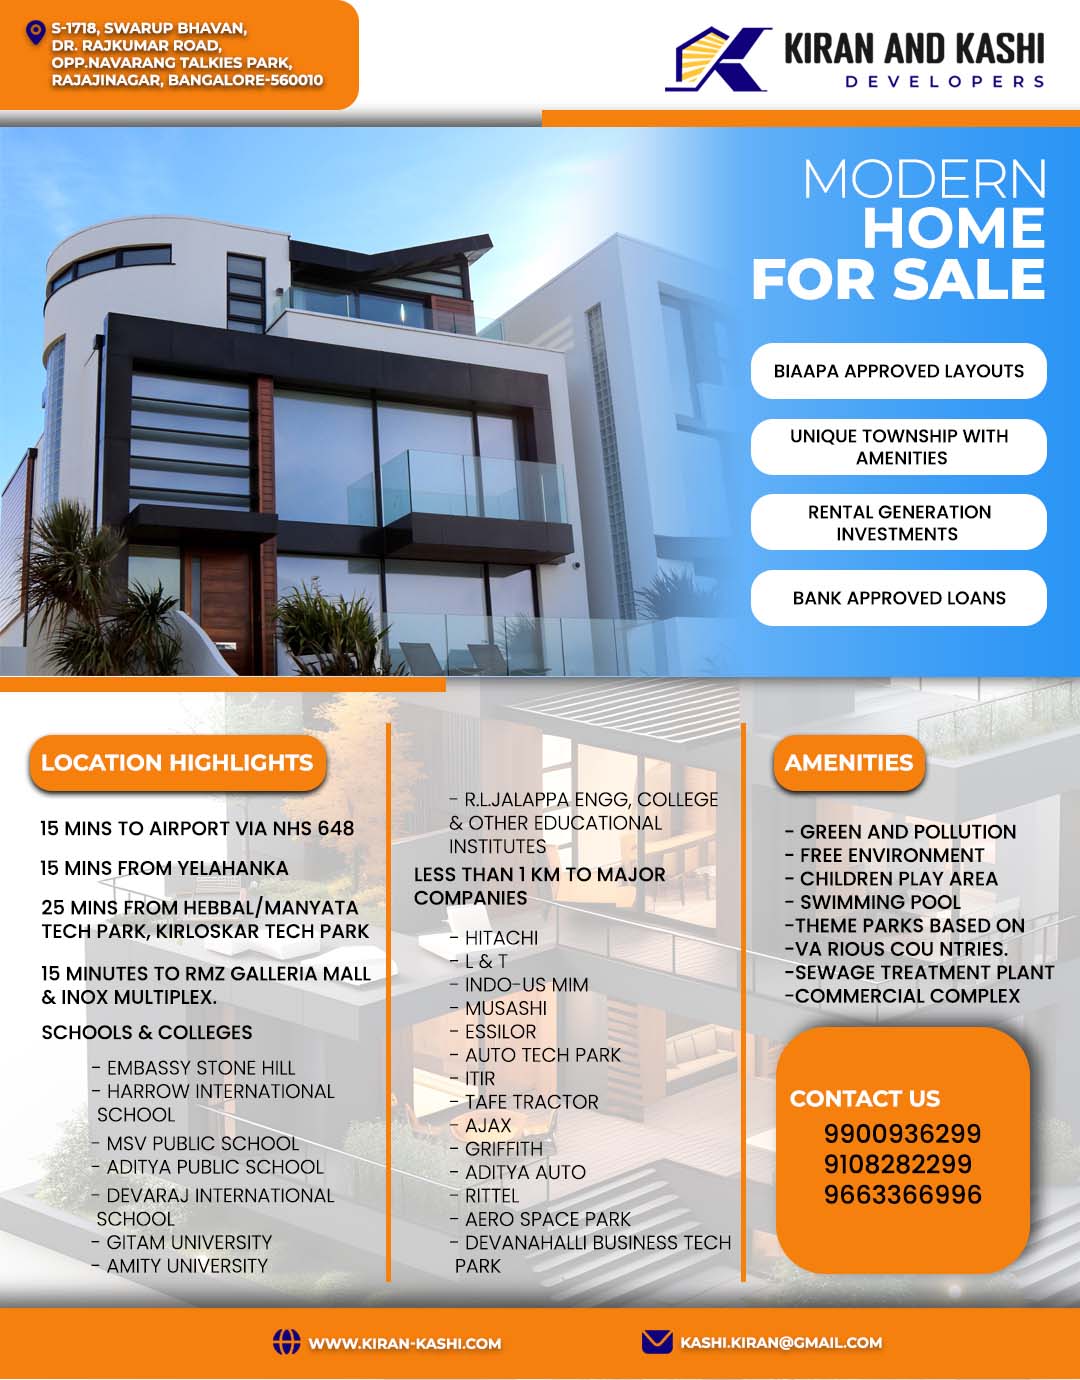 S-1718, SWARUP BHAVAN,
DR. RAJKUMAR ROAD,
OPP.NAVARANG TALKIES PARK,
RAJAJINAGAR, BANGALORE-560010
KIRAN AND KASHI
DEVELOPERS
MODERN
HOME
FOR SALE
BIAAPA APPROVED LAYOUTS
UNIQUE TOWNSHIP WITH
AMENITIES
RENTAL GENERATION
INVESTMENTS
BANK APPROVED LOANS
LOCATION HIGHLIGHTS
15 MINS TO AIRPORT VIA NHS 648
15 MINS FROM YELAHANKA
25 MINS FROM HEBBAL/MANYATA
TECH PARK, KIRLOSKAR TECH PARK
15 MINUTES TO RMZ GALLERIA MALL
& INOX MULTIPLEX.
SCHOOLS & COLLEGES
- EMBASSY STONE HILL
- HARROW INTERNATIONAL
SCHOOL
- MSV PUBLIC SCHOOL
- ADITYA PUBLIC SCHOOL
- DEVARAJ INTERNATIONAL
SCHOOL
- GITAM UNIVERSITY
- AMITY UNIVERSITY
- R.L.JALAPPA ENGG, COLLEGE
& OTHER EDUCATIONAL
INSTITUTES
LESS THAN 1 KM TO MAJOR
COMPANIES
- HITACHI
- L & T
- INDO-US MIM
- MUSASHI
- ESSILOR
- AUTO TECH PARK
- ITIR
- TAFE TRACTOR
- AJAX
- GRIFFITH
- ADITYA AUTO
- RITTEL
- AERO SPACE PARK
- DEVANAHALLI BUSINESS TECH
PARK
AMENITIES
- GREEN AND POLLUTION
- FREE ENVIRONMENT
- CHILDREN PLAY AREA
- SWIMMING POOL
-THEME PARKS BASED ON
-VA RIOUS COU NTRIES.
-SEWAGE TREATMENT PLANT
-COMMERCIAL COMPLEX
CONTACT US
9900936299
9108282299
9663366996
WWW.KIRAN-KASHI.COM
KASHI.KIRAN@GMAIL.COM